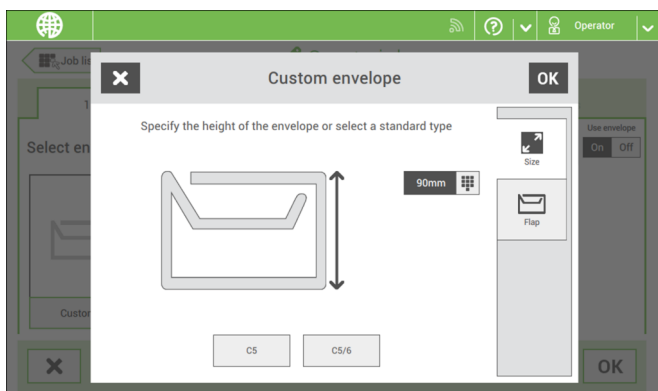 Operator
Job lis
Custom envelope
OK
1
Specify the height of the envelope or select a standard type
Use envelope
On Off
Select en
Size
90mm
Flap
Custor
C5 C5/6
OK